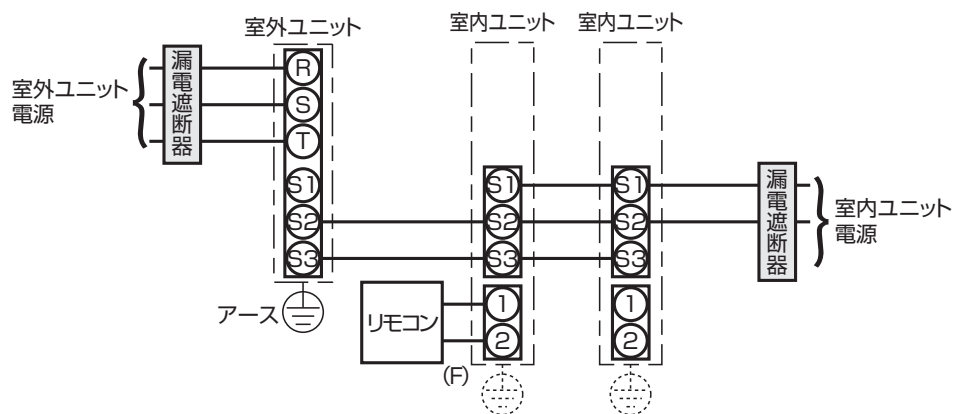 室外ユニット
室内ユニット
室内ユニット
室外ユニット
電源
漏電遮断器
R
S
T
S1
S2
S3
アース
S1
S2
S3
1
2
リモコン
(F)
S1
S2
S3
1
2
漏電遮断器
室内ユニット
電源